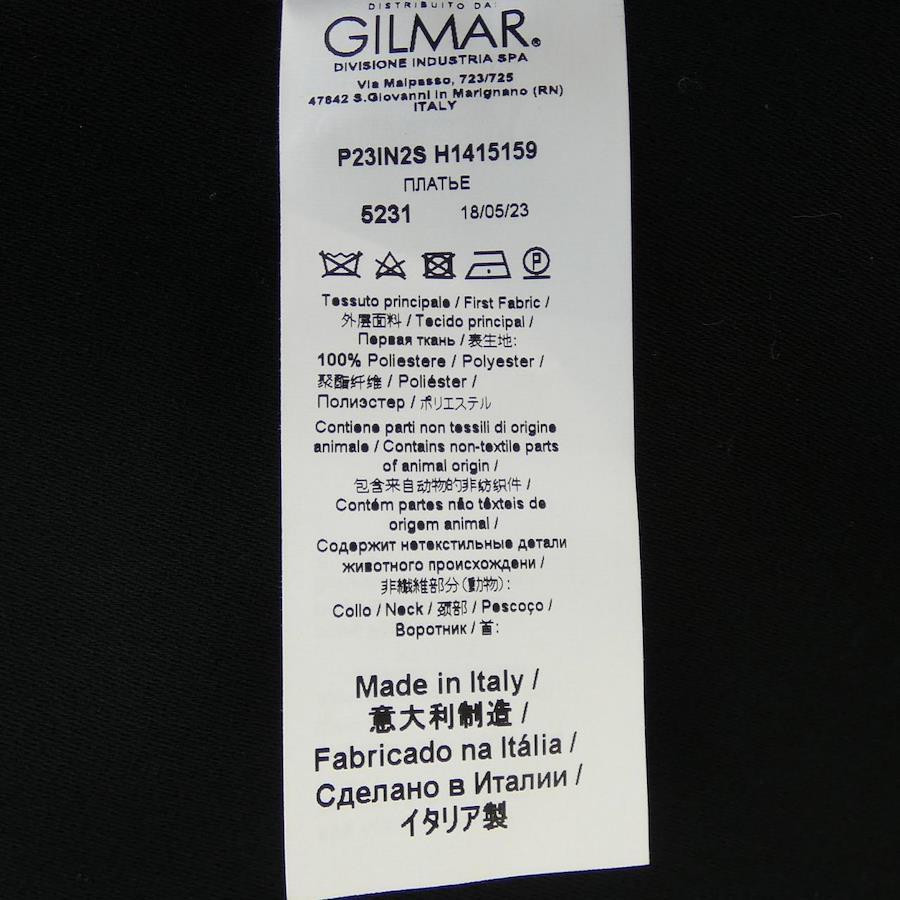 DISTRIBUITO DA:
GILMAR®
DIVISIONE INDUSTRIA SPA
Via Malpasso, 723/725
47842 S.Giovanni in Marignano (RN)
ITALY
P23IN2S H1415159
ПЛАТЬЕ
5231 18/05/23
P
Tessuto principale / First Fabric /
外层面料 / Tecido principal /
Первая ткань / 表生地:
100% Poliestere / Polyester /
聚酯纤维 / Poliéster /
Полиэстер / ポリエステル
Contiene parti non tessili di origine
animale / Contains non-textile parts
of animal origin /
包含来自动物的非纺织件 /
Contém partes não têxteis de
origem animal /
Содержит нетекстильные детали
животного происхождени /
非繊維部分(動物):
Collo / Neck / 颈部 / Pescoço /
Воротник / 首:
Made in Italy /
意大利制造 /
Fabricado na Itália /
Сделано в Италии /
イタリア製